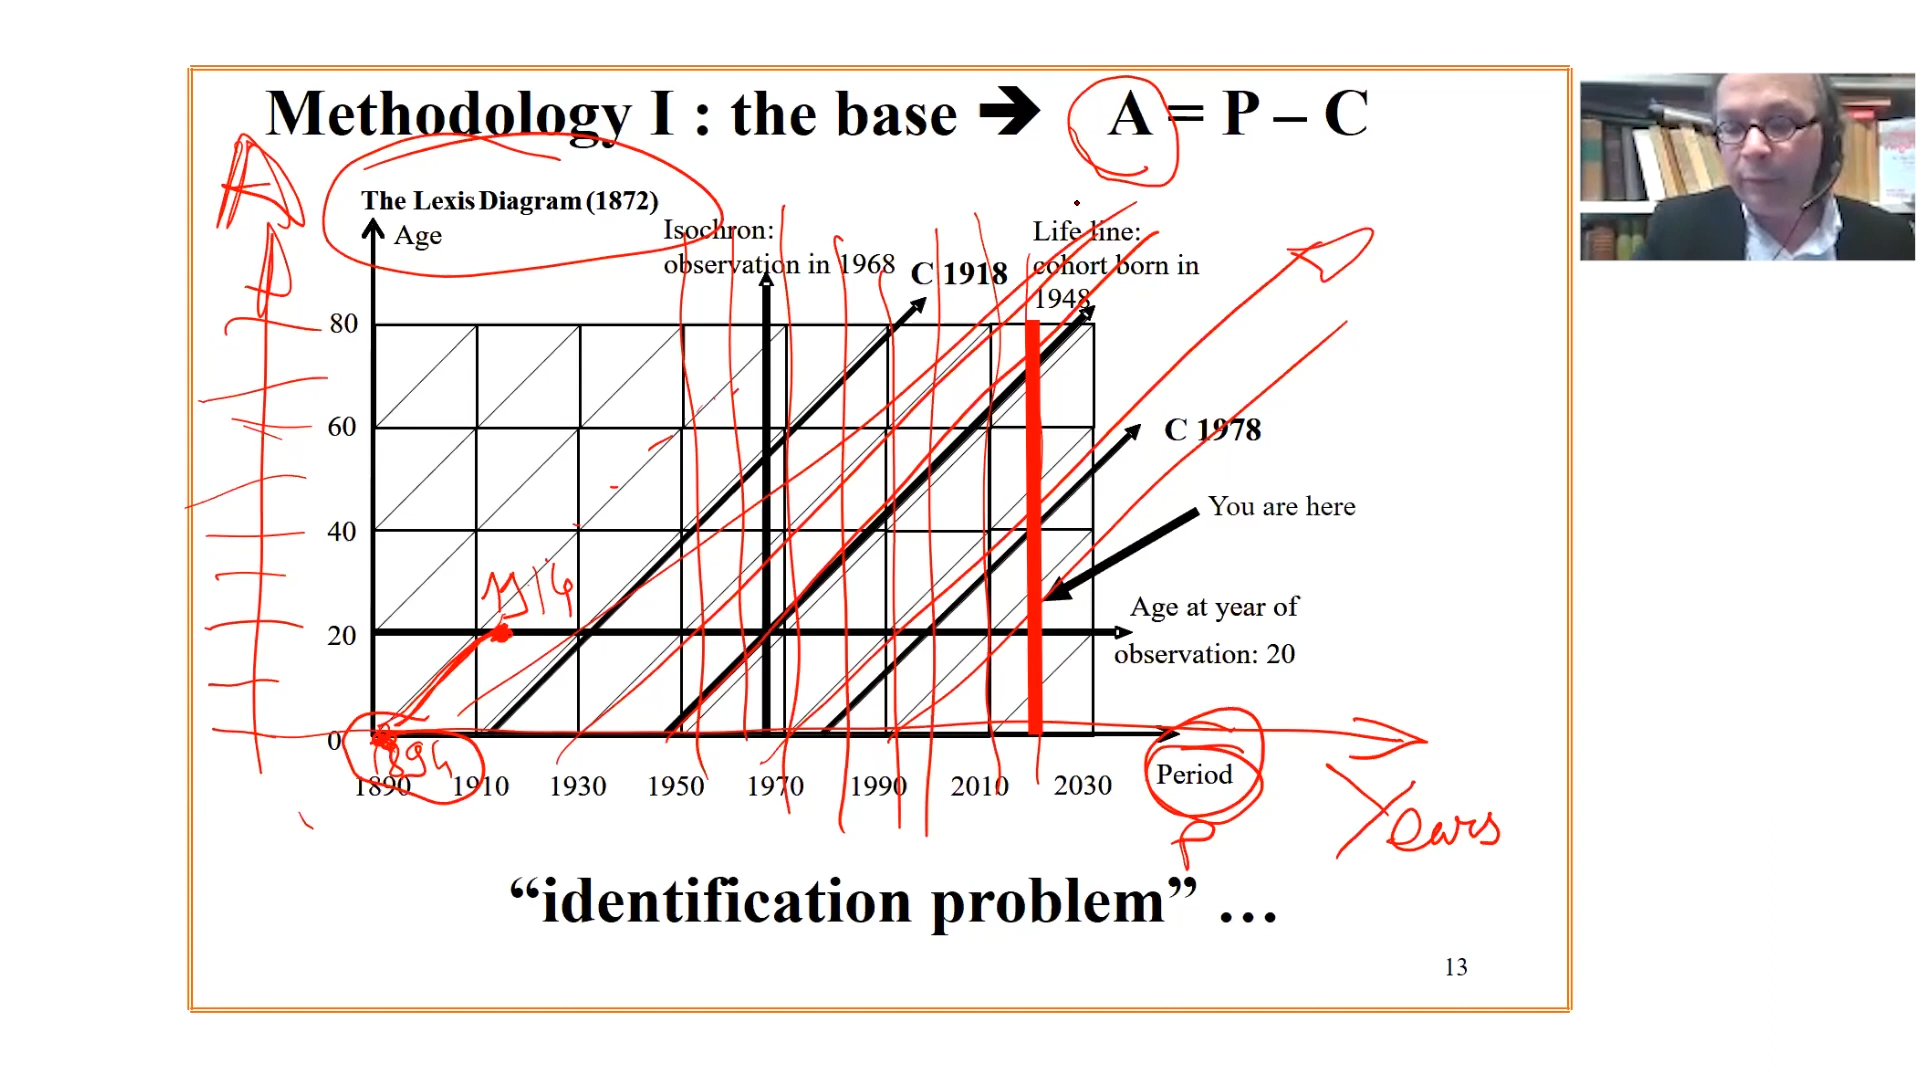 Methodology I : the base ➔ A = P – C
A
The Lexis Diagram (1872)
Age
Isochron:
observation in 1968
C 1918
Life line:
cohort born in
1948
80
60
C 1978
You are here
40
1914
Age at year of
observation: 20
20
0
1894
1890 1910 1930 1950 1970 1990 2010 2030
Period
P
Years
“identification problem” …
13